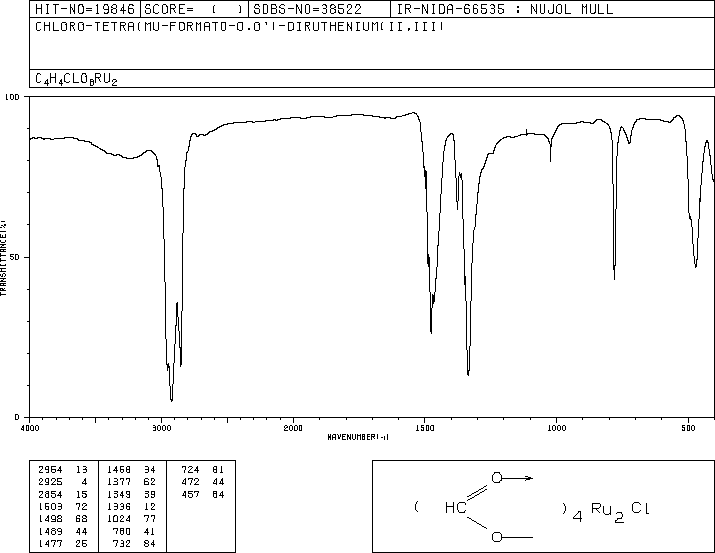 HIT-NO=19846 SCORE= ( ) SDBS-NO=38522 IR-NIDA-66535 : NUJOL MULL
CHLORO-TETRA(MU-FORMATO-O,O')-DIRUTHENIUM(II,III)
C4H4CLO8RU2
100
50
0
TRANSMITTANCE(%)
4000 3000 2000 1500 1000 500
WAVENUMBER(-1)
2964 13 1468 34 724 81
2925 4 1377 62 472 44
2854 15 1349 39 457 84
1503 72 1336 12
1498 68 1024 77
1489 44 780 41
1477 25 732 84
O
( HC )4 Ru2 Cl
O